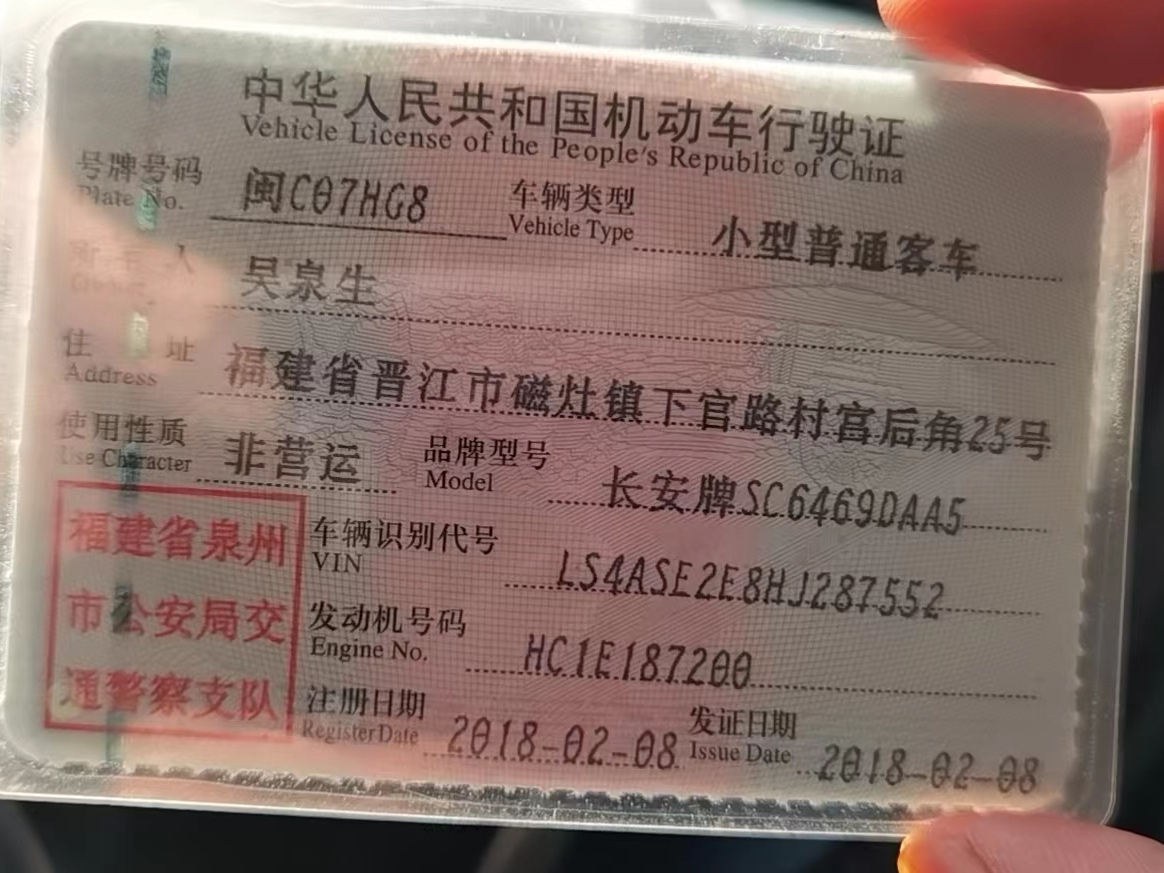 中华人民共和国机动车行驶证
Vehicle License of the People's Republic of China
号牌号码 闽C07HG8 车辆类型 小型普通客车
Plate No. Vehicle Type
所有人 吴泉生
Owner
住址 福建省晋江市磁灶镇下官路村宫后角25号
Address
使用性质 非营运 品牌型号 长安牌SC6469DAA5
Use Character Model
福建省泉州
市公安局交
通警察支队
车辆识别代号 LS4ASE2E8HJ287552
VIN
发动机号码 HC1E187200
Engine No.
注册日期 2018-02-08 发证日期 2018-02-08
Register Date Issue Date